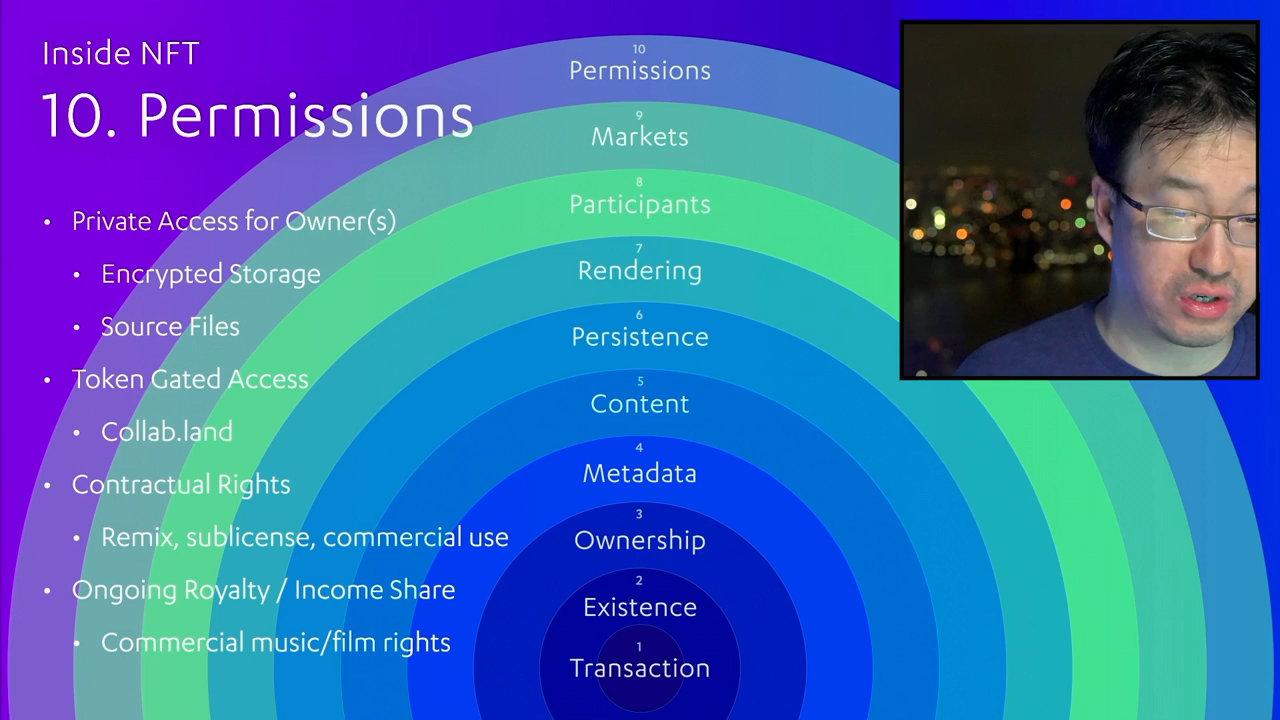 Inside NFT
10. Permissions
• Private Access for Owner(s)
• Encrypted Storage
• Source Files
• Token Gated Access
• Collab.land
• Contractual Rights
• Remix, sublicense, commercial use
• Ongoing Royalty / Income Share
• Commercial music/film rights
10
Permissions
9
Markets
8
Participants
7
Rendering
6
Persistence
5
Content
4
Metadata
3
Ownership
2
Existence
1
Transaction